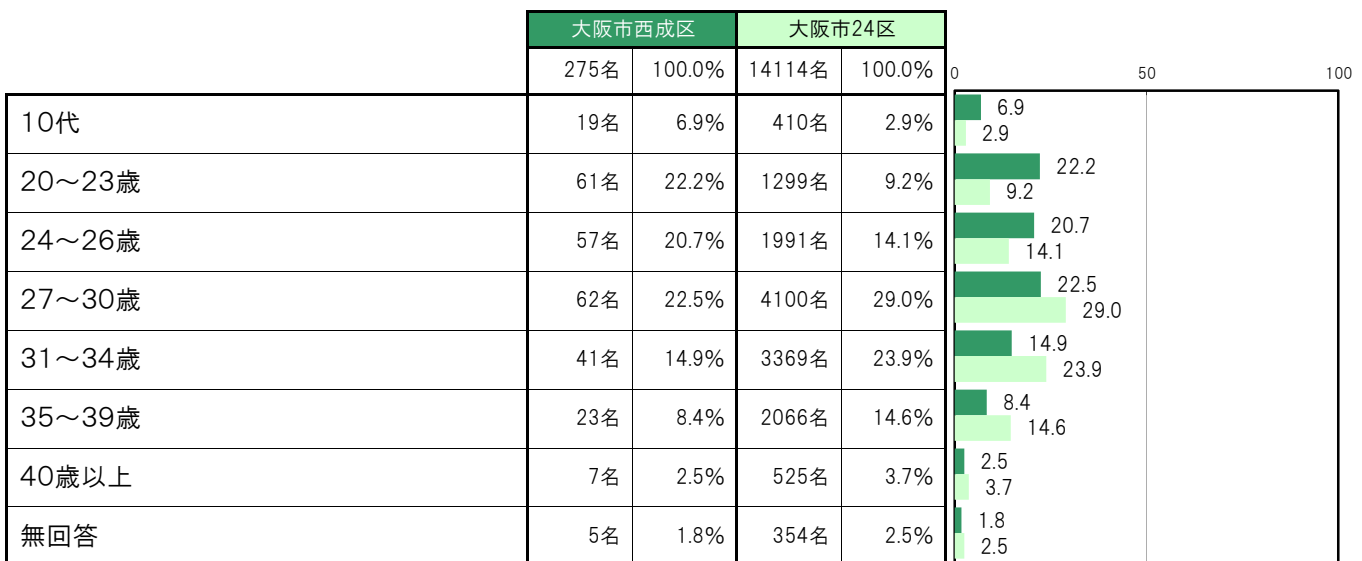 大阪市西成区 大阪市24区
275名 100.0% 14114名 100.0% 0 50 100
10代 19名 6.9% 410名 2.9% 6.9
2.9
20～23歳 61名 22.2% 1299名 9.2% 22.2
9.2
24～26歳 57名 20.7% 1991名 14.1% 20.7
14.1
27～30歳 62名 22.5% 4100名 29.0% 22.5
29.0
31～34歳 41名 14.9% 3369名 23.9% 14.9
23.9
35～39歳 23名 8.4% 2066名 14.6% 8.4
14.6
40歳以上 7名 2.5% 525名 3.7% 2.5
3.7
無回答 5名 1.8% 354名 2.5% 1.8
2.5